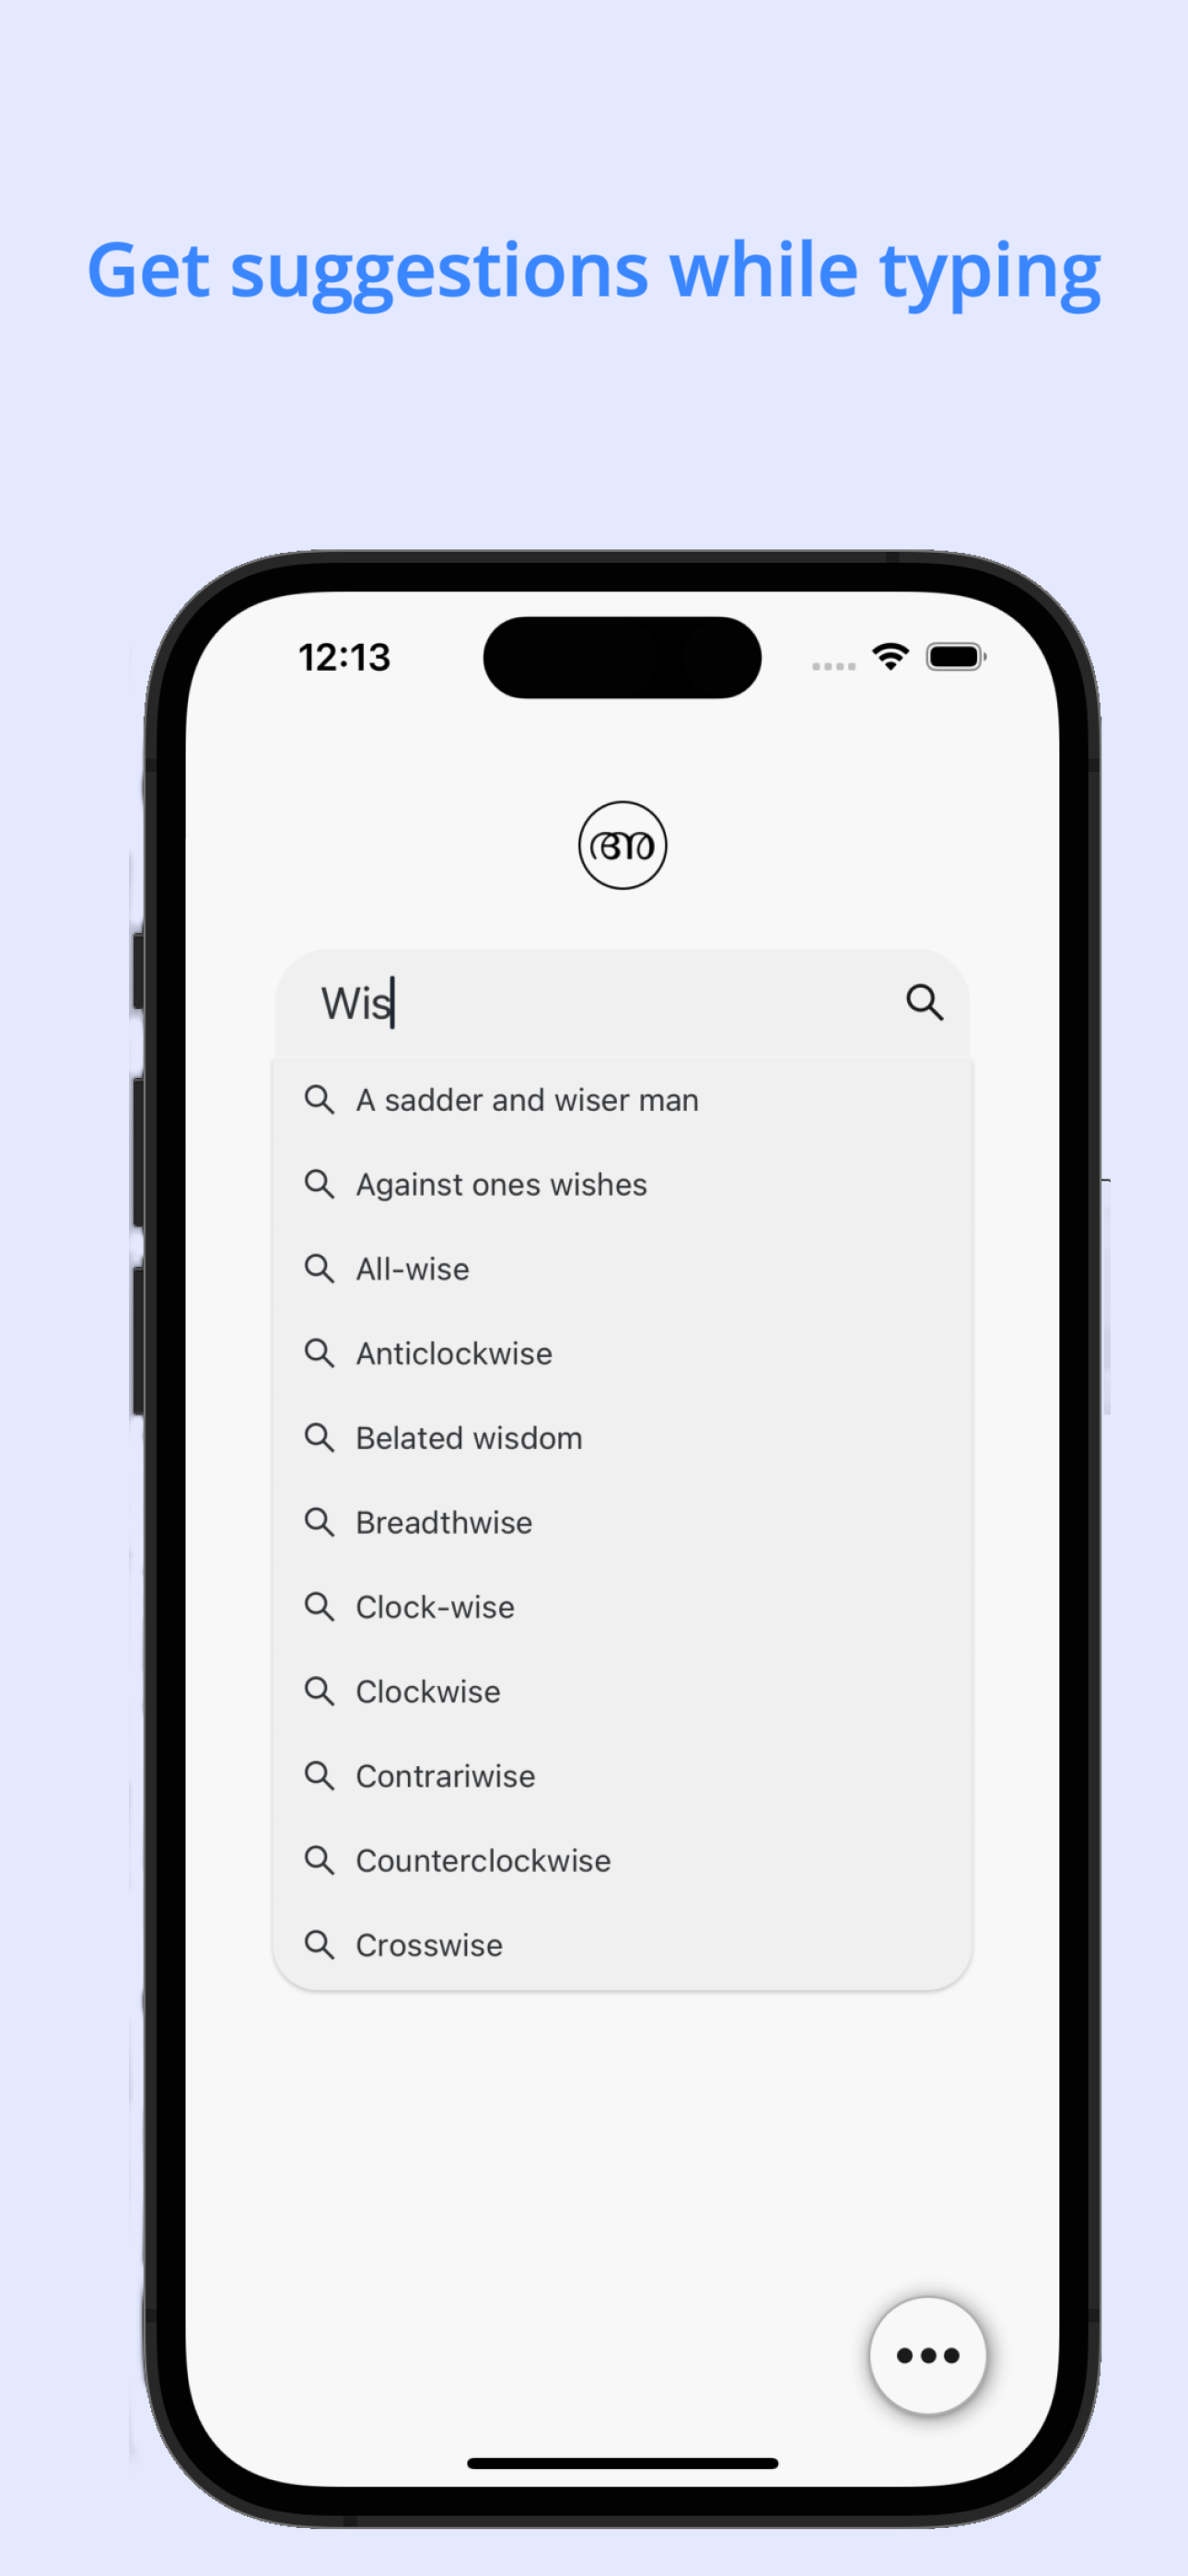 Get suggestions while typing
12:13
അ
Wis
A sadder and wiser man
Against ones wishes
All-wise
Anticlockwise
Belated wisdom
Breadthwise
Clock-wise
Clockwise
Contrariwise
Counterclockwise
Crosswise